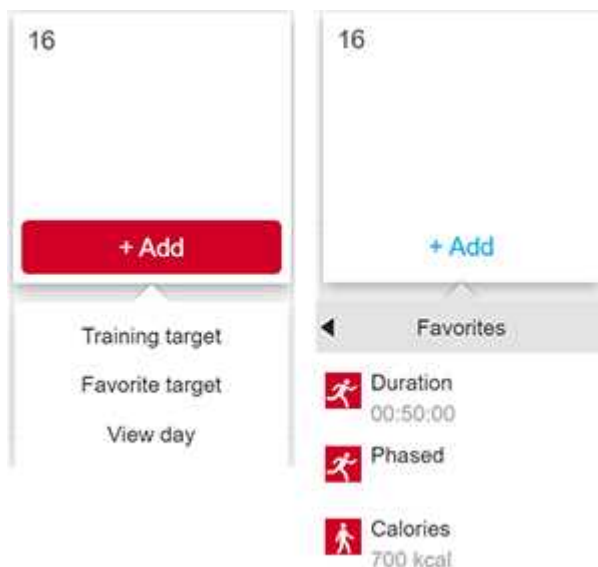 16
+ Add
Training target
Favorite target
View day
16
+ Add
Favorites
Duration
00:50:00
Phased
Calories
700 kcal